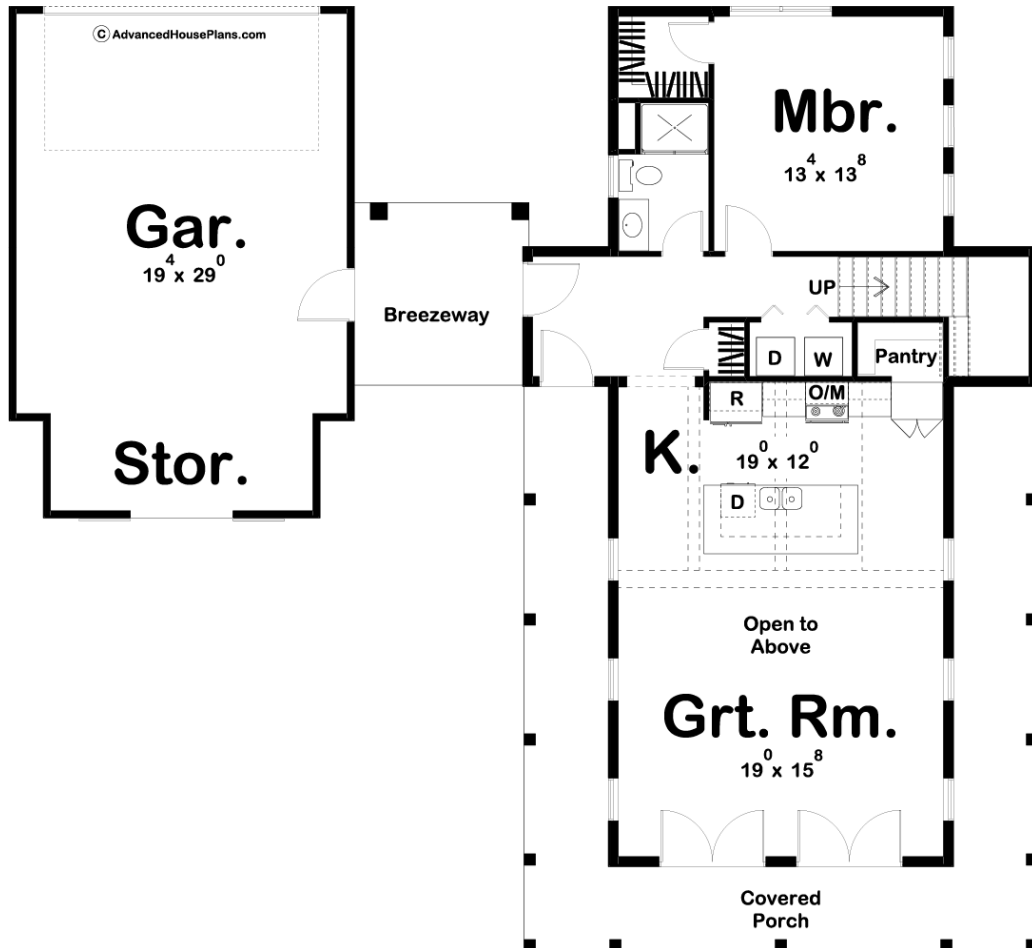 © AdvancedHousePlans.com
Gar.
19⁴ x 29⁰
Stor.
Breezeway
Mbr.
13⁴ x 13⁸
UP
D W
Pantry
R O/M
K.
19⁰ x 12⁰
D
Open to
Above
Grt. Rm.
19⁰ x 15⁸
Covered
Porch